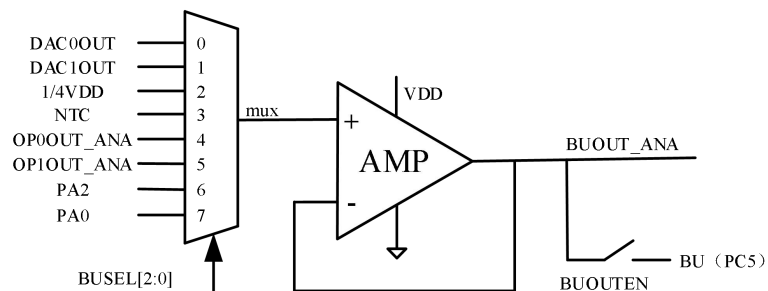 DAC0OUT 0
DAC1OUT 1
1/4VDD 2
NTC 3
OP0OUT_ANA 4
OP1OUT_ANA 5
PA2 6
PA0 7
mux
BUSEL[2:0]
VDD
+
AMP
-
BUOUT_ANA
BU（PC5）
BUOUTEN